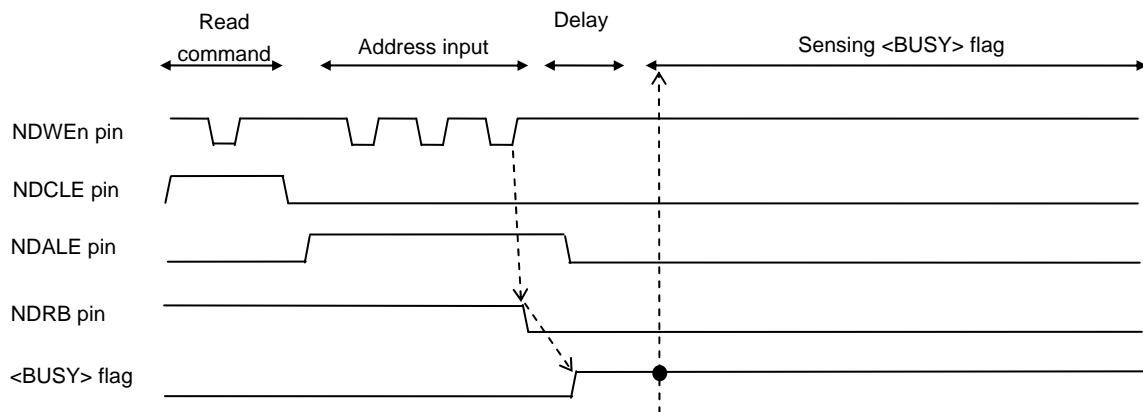 Read
command
Address input
Delay
Sensing <BUSY> flag
NDWEn pin
NDCLE pin
NDALE pin
NDRB pin
<BUSY> flag